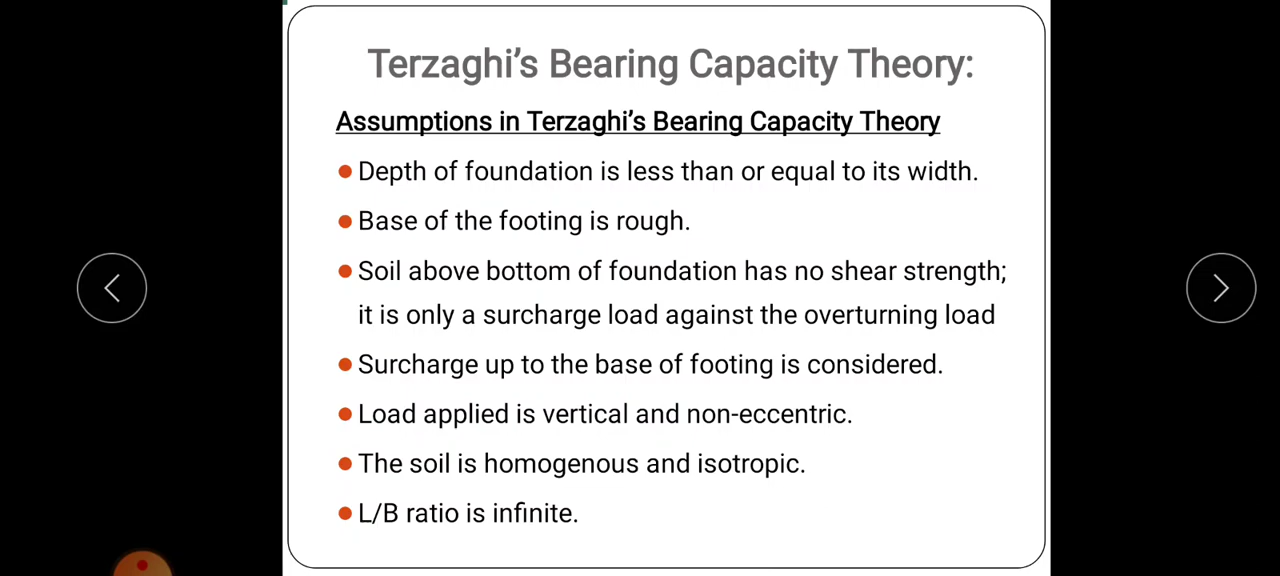 Terzaghi’s Bearing Capacity Theory:
Assumptions in Terzaghi’s Bearing Capacity Theory
● Depth of foundation is less than or equal to its width.
● Base of the footing is rough.
● Soil above bottom of foundation has no shear strength;
it is only a surcharge load against the overturning load
● Surcharge up to the base of footing is considered.
● Load applied is vertical and non-eccentric.
● The soil is homogenous and isotropic.
● L/B ratio is infinite.